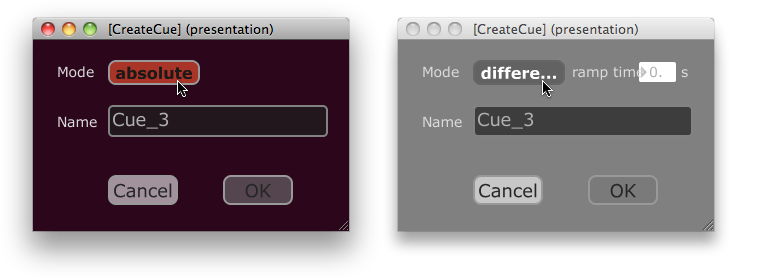 [CreateCue] (presentation)
Mode absolute
Name Cue_3
Cancel OK
[CreateCue] (presentation)
Mode differe... ramp time 0. s
Name Cue_3
Cancel OK